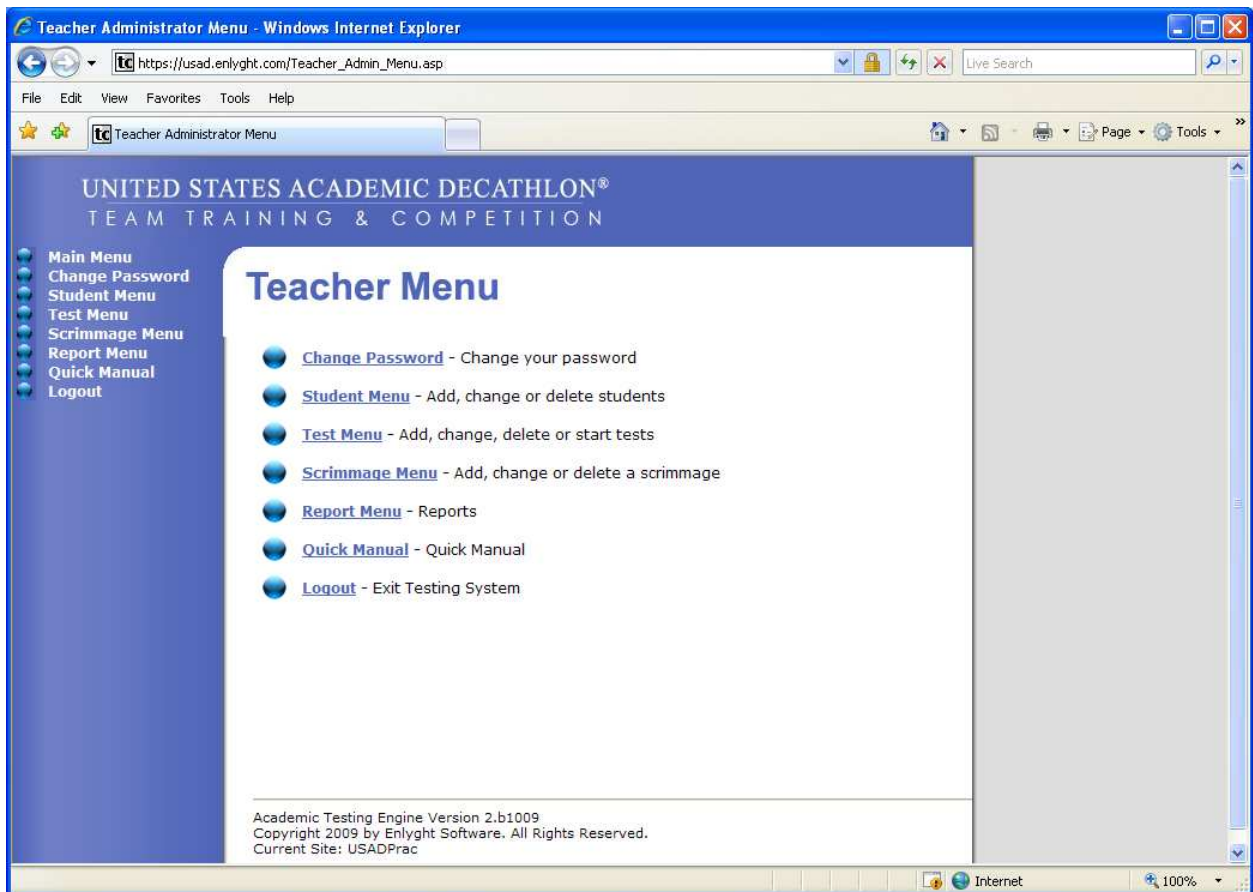 Teacher Administrator Menu - Windows Internet Explorer
tc https://usad.enlyght.com/Teacher_Admin_Menu.asp Live Search
File Edit View Favorites Tools Help
tc Teacher Administrator Menu Page Tools »
UNITED STATES ACADEMIC DECATHLON®
TEAM TRAINING & COMPETITION
Main Menu
Change Password
Student Menu
Test Menu
Scrimmage Menu
Report Menu
Quick Manual
Logout
Teacher Menu
Change Password - Change your password
Student Menu - Add, change or delete students
Test Menu - Add, change, delete or start tests
Scrimmage Menu - Add, change or delete a scrimmage
Report Menu - Reports
Quick Manual - Quick Manual
Logout - Exit Testing System
Academic Testing Engine Version 2.b1009
Copyright 2009 by Enlyght Software. All Rights Reserved.
Current Site: USADPrac
Internet 100%